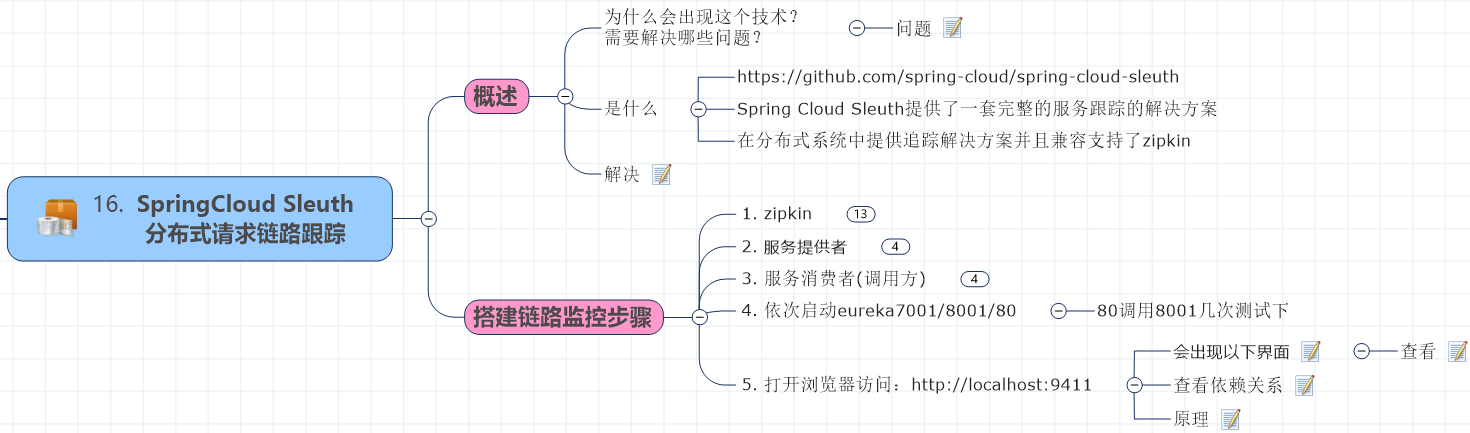 16. SpringCloud Sleuth
分布式请求链路跟踪
概述
为什么会出现这个技术？
需要解决哪些问题？
问题
是什么
https://github.com/spring-cloud/spring-cloud-sleuth
Spring Cloud Sleuth提供了一套完整的服务跟踪的解决方案
在分布式系统中提供追踪解决方案并且兼容支持了zipkin
解决
搭建链路监控步骤
1. zipkin 13
2. 服务提供者 4
3. 服务消费者(调用方) 4
4. 依次启动eureka7001/8001/80
80调用8001几次测试下
5. 打开浏览器访问：http://localhost:9411
会出现以下界面
查看
查看依赖关系
原理